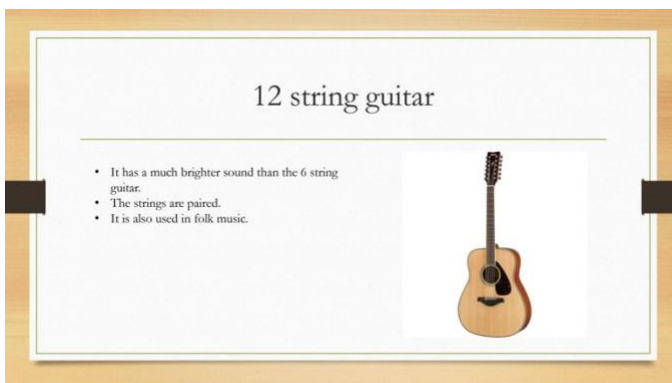 12 string guitar
• It has a much brighter sound than the 6 string
guitar.
• The strings are paired.
• It is also used in folk music.